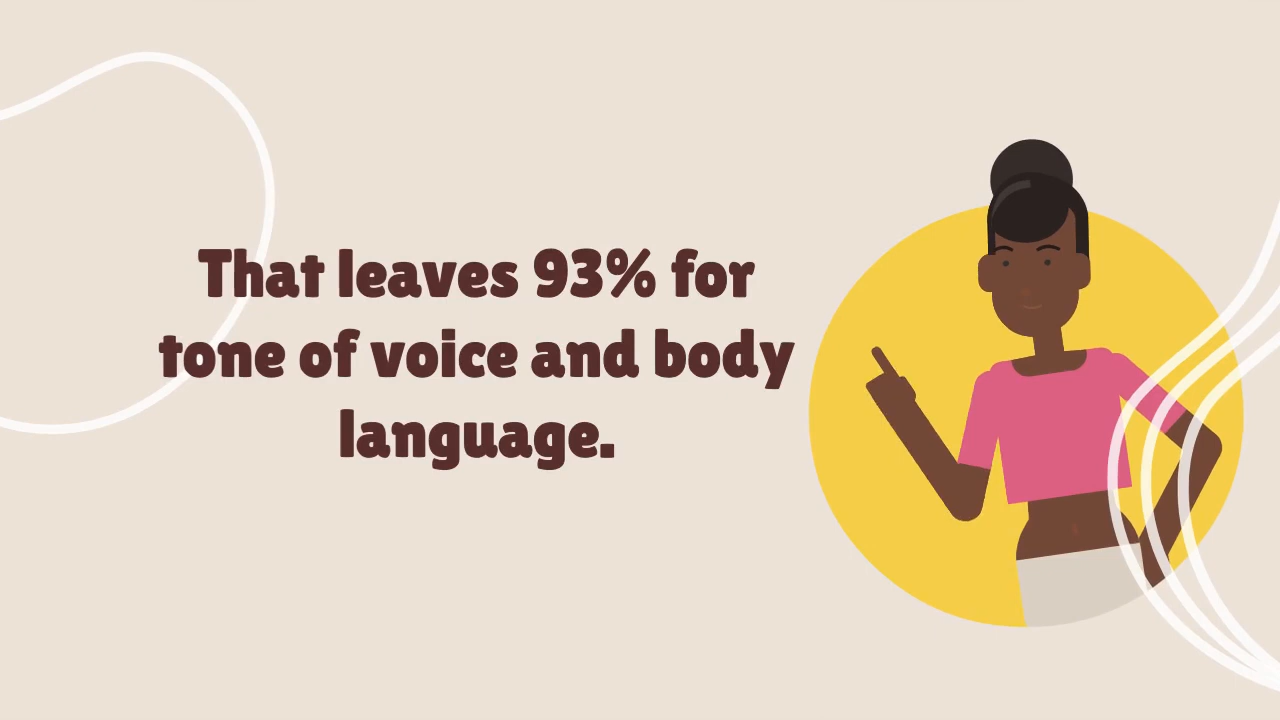 That leaves 93% for
tone of voice and body
language.